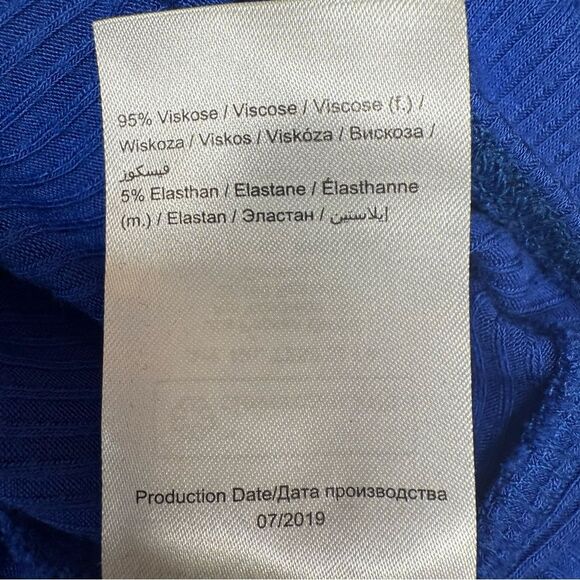 95% Viskose / Viscose / Viscose (f.) /
Wiskoza / Viskos / Viskóza / Вискоза /
فيسكوز
5% Elasthan / Elastane / Élasthanne
(m.) / Elastan / Эластан / إيلاستين
Production Date/Дата производства
07/2019